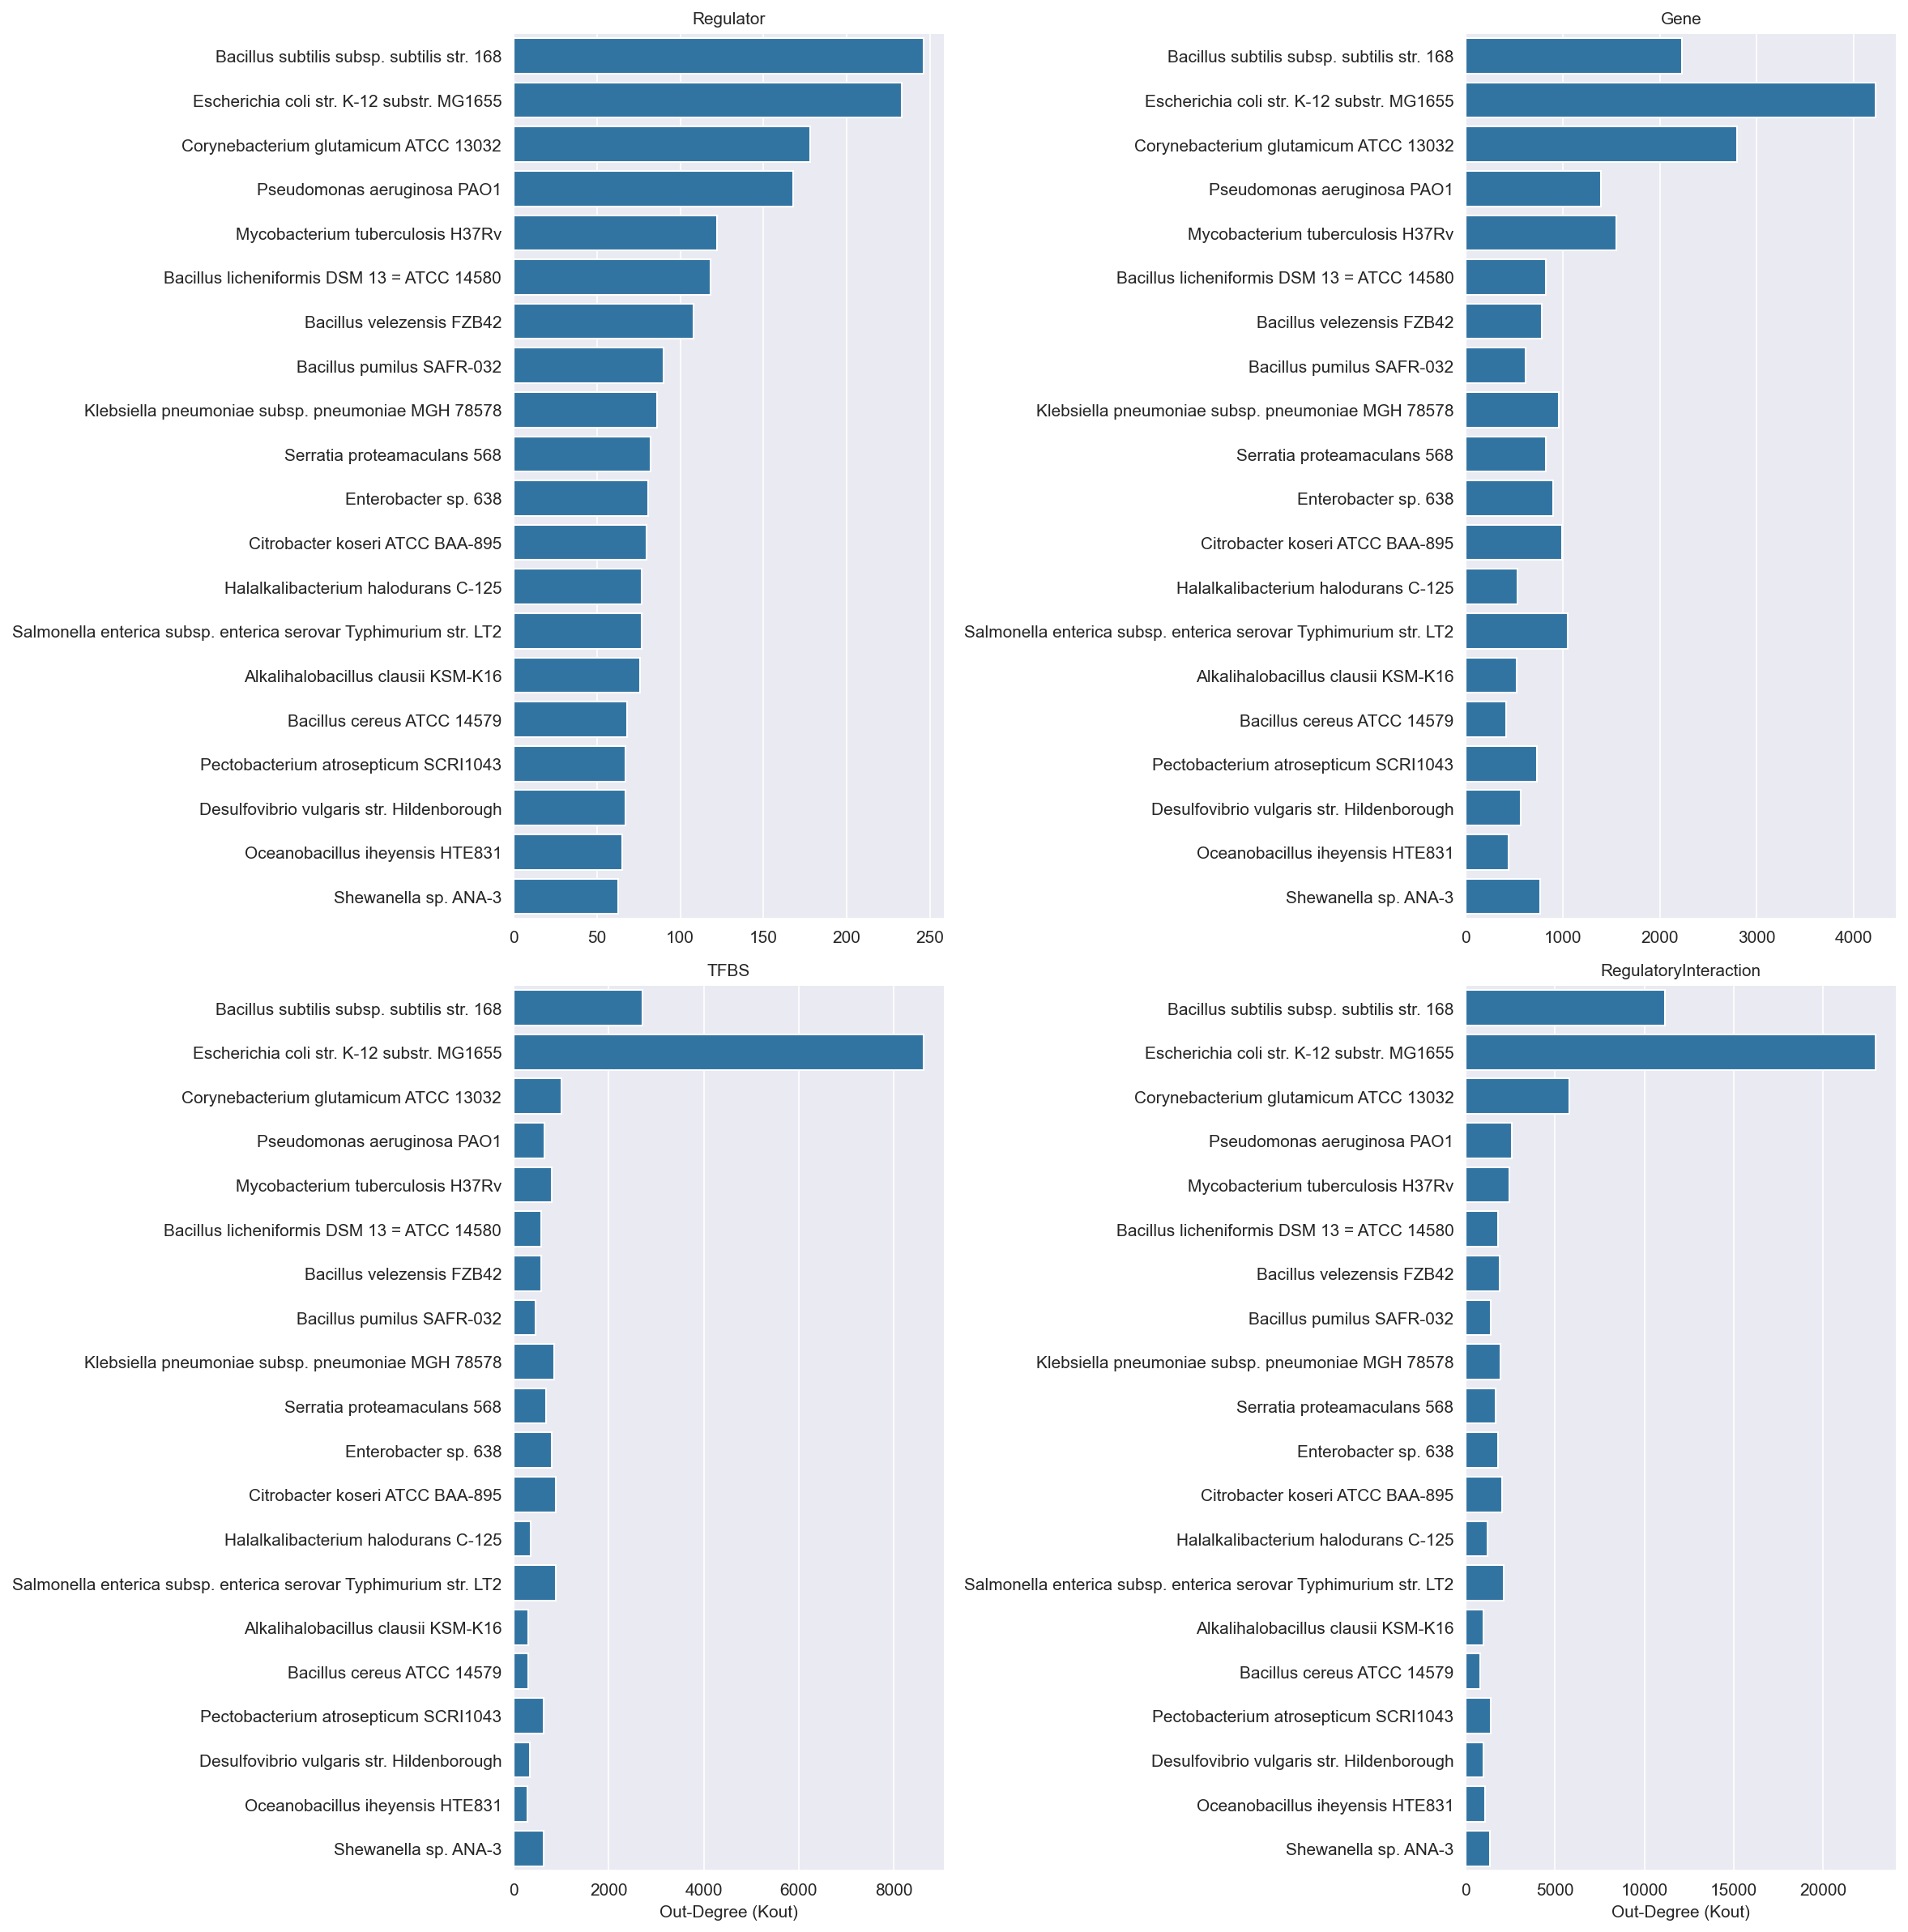 Regulator
Bacillus subtilis subsp. subtilis str. 168
Escherichia coli str. K-12 substr. MG1655
Corynebacterium glutamicum ATCC 13032
Pseudomonas aeruginosa PAO1
Mycobacterium tuberculosis H37Rv
Bacillus licheniformis DSM 13 = ATCC 14580
Bacillus velezensis FZB42
Bacillus pumilus SAFR-032
Klebsiella pneumoniae subsp. pneumoniae MGH 78578
Serratia proteamaculans 568
Enterobacter sp. 638
Citrobacter koseri ATCC BAA-895
Halalkalibacterium halodurans C-125
Salmonella enterica subsp. enterica serovar Typhimurium str. LT2
Alkalihalobacillus clausii KSM-K16
Bacillus cereus ATCC 14579
Pectobacterium atrosepticum SCRI1043
Desulfovibrio vulgaris str. Hildenborough
Oceanobacillus iheyensis HTE831
Shewanella sp. ANA-3
0 50 100 150 200 250
Gene
Bacillus subtilis subsp. subtilis str. 168
Escherichia coli str. K-12 substr. MG1655
Corynebacterium glutamicum ATCC 13032
Pseudomonas aeruginosa PAO1
Mycobacterium tuberculosis H37Rv
Bacillus licheniformis DSM 13 = ATCC 14580
Bacillus velezensis FZB42
Bacillus pumilus SAFR-032
Klebsiella pneumoniae subsp. pneumoniae MGH 78578
Serratia proteamaculans 568
Enterobacter sp. 638
Citrobacter koseri ATCC BAA-895
Halalkalibacterium halodurans C-125
Salmonella enterica subsp. enterica serovar Typhimurium str. LT2
Alkalihalobacillus clausii KSM-K16
Bacillus cereus ATCC 14579
Pectobacterium atrosepticum SCRI1043
Desulfovibrio vulgaris str. Hildenborough
Oceanobacillus iheyensis HTE831
Shewanella sp. ANA-3
0 1000 2000 3000 4000
TFBS
Bacillus subtilis subsp. subtilis str. 168
Escherichia coli str. K-12 substr. MG1655
Corynebacterium glutamicum ATCC 13032
Pseudomonas aeruginosa PAO1
Mycobacterium tuberculosis H37Rv
Bacillus licheniformis DSM 13 = ATCC 14580
Bacillus velezensis FZB42
Bacillus pumilus SAFR-032
Klebsiella pneumoniae subsp. pneumoniae MGH 78578
Serratia proteamaculans 568
Enterobacter sp. 638
Citrobacter koseri ATCC BAA-895
Halalkalibacterium halodurans C-125
Salmonella enterica subsp. enterica serovar Typhimurium str. LT2
Alkalihalobacillus clausii KSM-K16
Bacillus cereus ATCC 14579
Pectobacterium atrosepticum SCRI1043
Desulfovibrio vulgaris str. Hildenborough
Oceanobacillus iheyensis HTE831
Shewanella sp. ANA-3
0 2000 4000 6000 8000
Out-Degree (Kout)
RegulatoryInteraction
Bacillus subtilis subsp. subtilis str. 168
Escherichia coli str. K-12 substr. MG1655
Corynebacterium glutamicum ATCC 13032
Pseudomonas aeruginosa PAO1
Mycobacterium tuberculosis H37Rv
Bacillus licheniformis DSM 13 = ATCC 14580
Bacillus velezensis FZB42
Bacillus pumilus SAFR-032
Klebsiella pneumoniae subsp. pneumoniae MGH 78578
Serratia proteamaculans 568
Enterobacter sp. 638
Citrobacter koseri ATCC BAA-895
Halalkalibacterium halodurans C-125
Salmonella enterica subsp. enterica serovar Typhimurium str. LT2
Alkalihalobacillus clausii KSM-K16
Bacillus cereus ATCC 14579
Pectobacterium atrosepticum SCRI1043
Desulfovibrio vulgaris str. Hildenborough
Oceanobacillus iheyensis HTE831
Shewanella sp. ANA-3
0 5000 10000 15000 20000
Out-Degree (Kout)